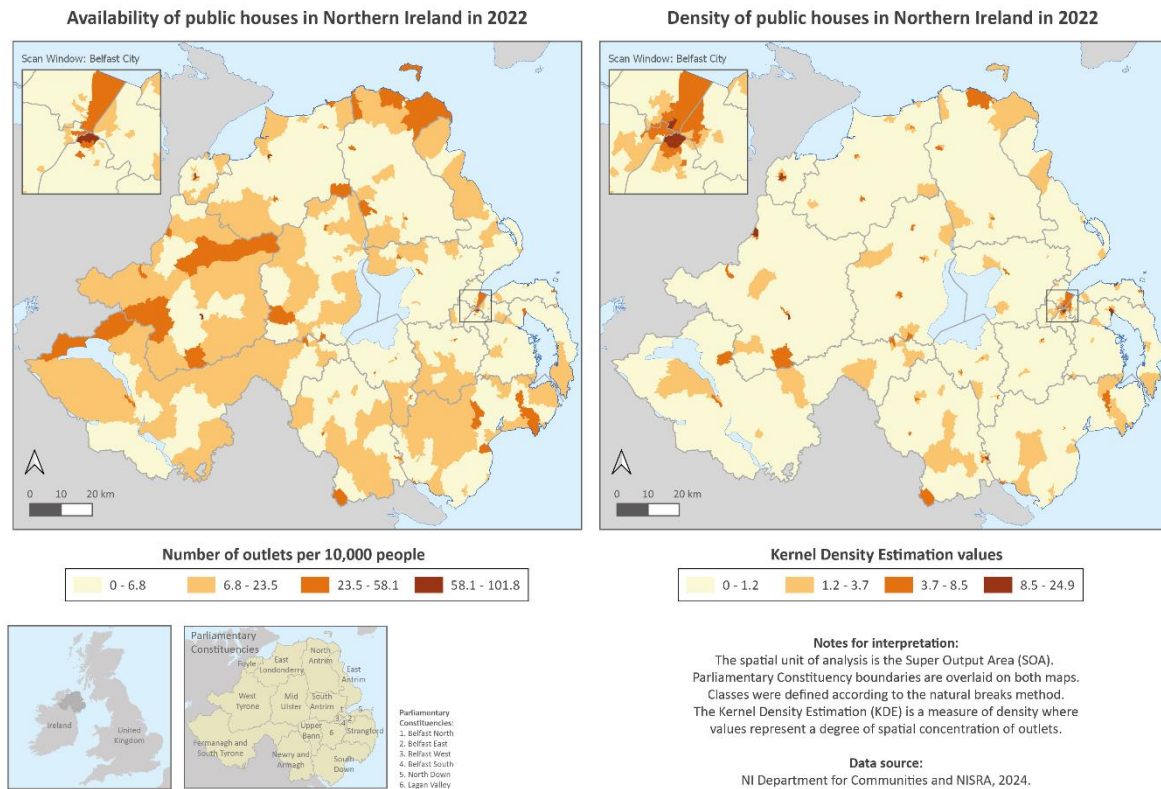 Availability of public houses in Northern Ireland in 2022
Scan Window: Belfast City
0 10 20 km
Number of outlets per 10,000 people
0 - 6.8 6.8 - 23.5 23.5 - 58.1 58.1 - 101.8
Density of public houses in Northern Ireland in 2022
Scan Window: Belfast City
0 10 20 km
Kernel Density Estimation values
0 - 1.2 1.2 - 3.7 3.7 - 8.5 8.5 - 24.9
Ireland
United
Kingdom
Parliamentary
Constituencies
North
Antrim
Foyle
East
Londonderry
East
Antrim
West
Tyrone
Mid
Ulster
South
Antrim
1
5
3
2
4
6
Strangford
Upper
Bann
Fermanagh and
South Tyrone
Newry and
Armagh
South
Down
Parliamentary
Constituencies:
1. Belfast North
2. Belfast East
3. Belfast West
4. Belfast South
5. North Down
6. Lagan Valley
Notes for interpretation:
The spatial unit of analysis is the Super Output Area (SOA).
Parliamentary Constituency boundaries are overlaid on both maps.
Classes were defined according to the natural breaks method.
The Kernel Density Estimation (KDE) is a measure of density where
values represent a degree of spatial concentration of outlets.
Data source:
NI Department for Communities and NISRA, 2024.